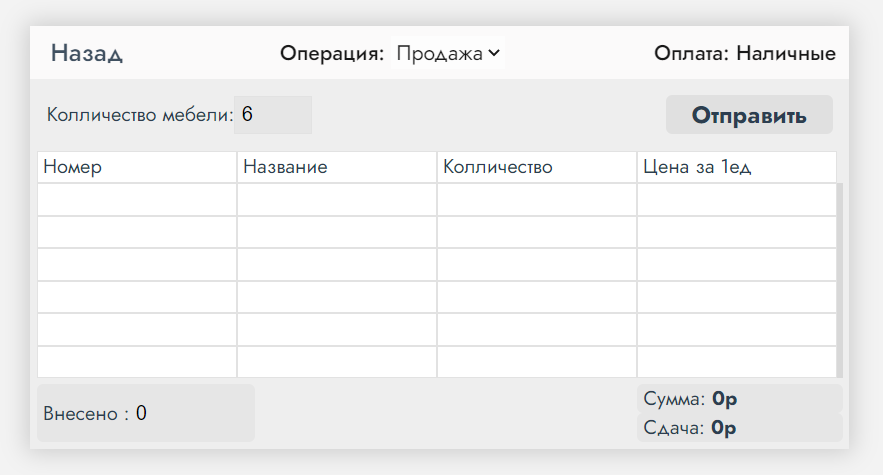 Назад Операция: Продажа Оплата: Наличные
Колличество мебели: 6 Отправить
Номер Название Колличество Цена за 1ед
Внесено : 0
Сумма: 0р
Сдача: 0р